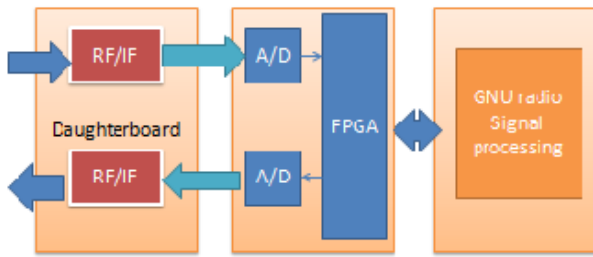 RF/IF
A/D
FPGA
Daughterboard
RF/IF
A/D
GNU radio
Signal
processing